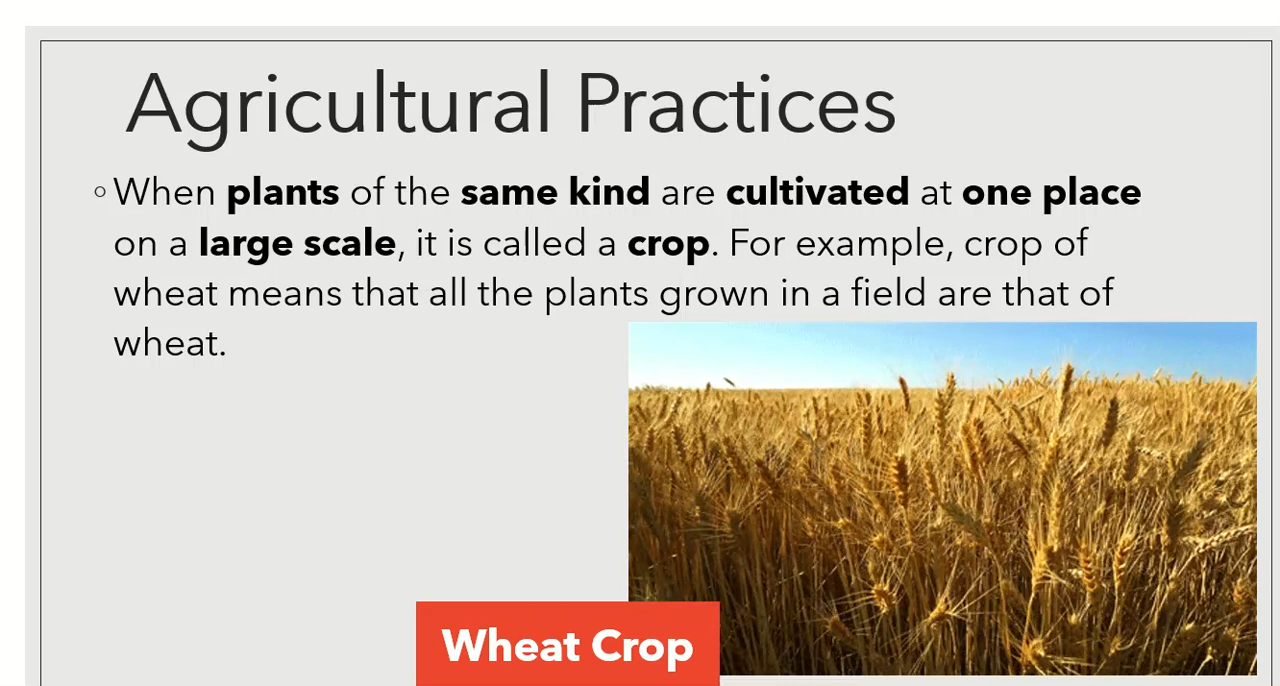 Agricultural Practices
◦ When plants of the same kind are cultivated at one place
on a large scale, it is called a crop. For example, crop of
wheat means that all the plants grown in a field are that of
wheat.
Wheat Crop